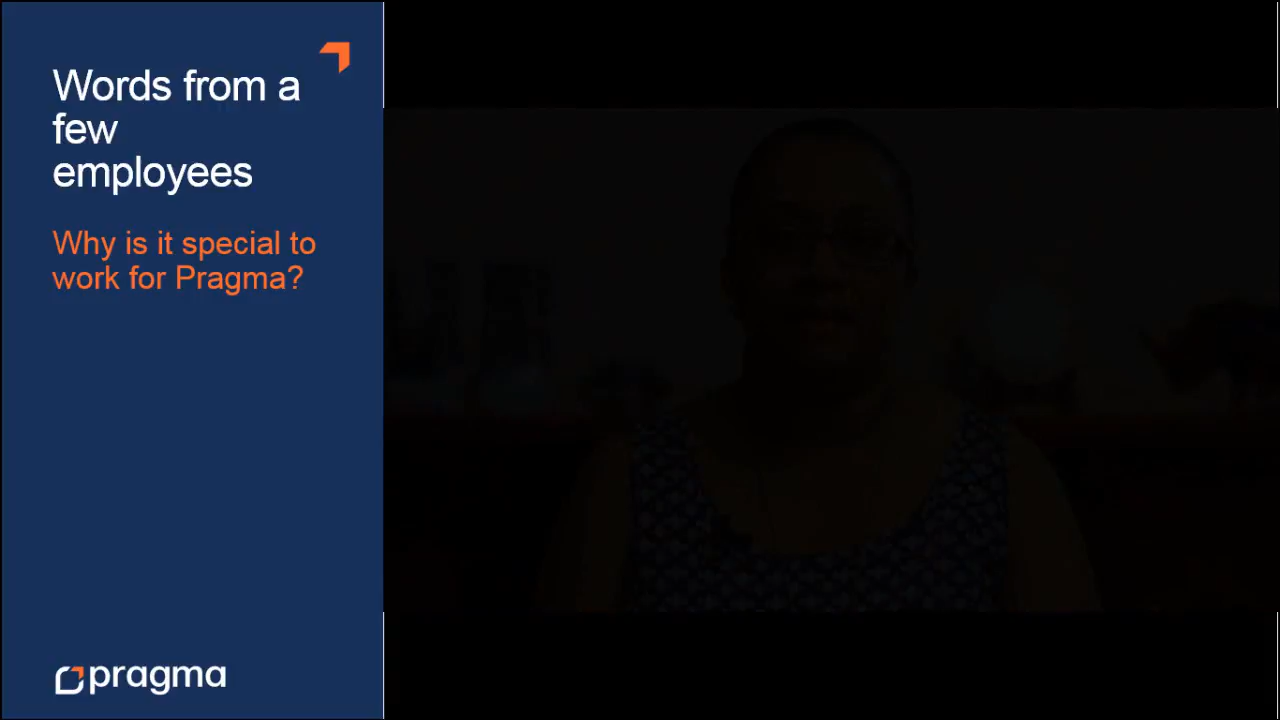 Words from a
few
employees
Why is it special to
work for Pragma?
pragma